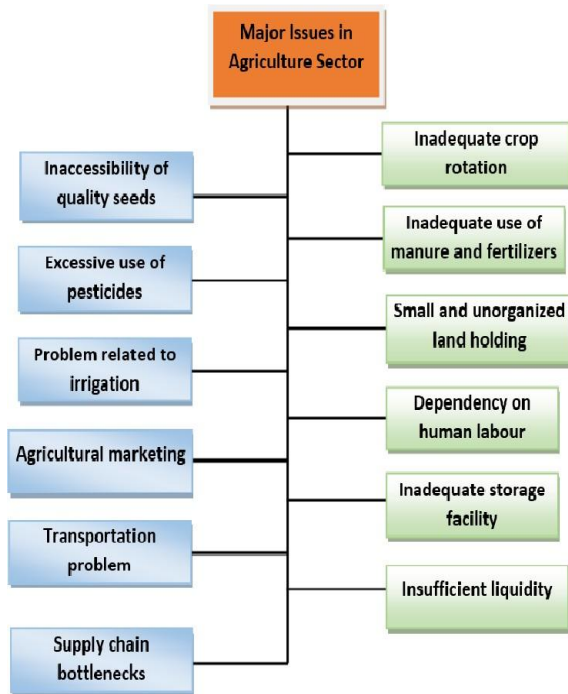 Major Issues in
Agriculture Sector
Inaccessibility of
quality seeds
Excessive use of
pesticides
Problem related to
irrigation
Agricultural marketing
Transportation
problem
Supply chain
bottlenecks
Inadequate crop
rotation
Inadequate use of
manure and fertilizers
Small and unorganized
land holding
Dependency on
human labour
Inadequate storage
facility
Insufficient liquidity